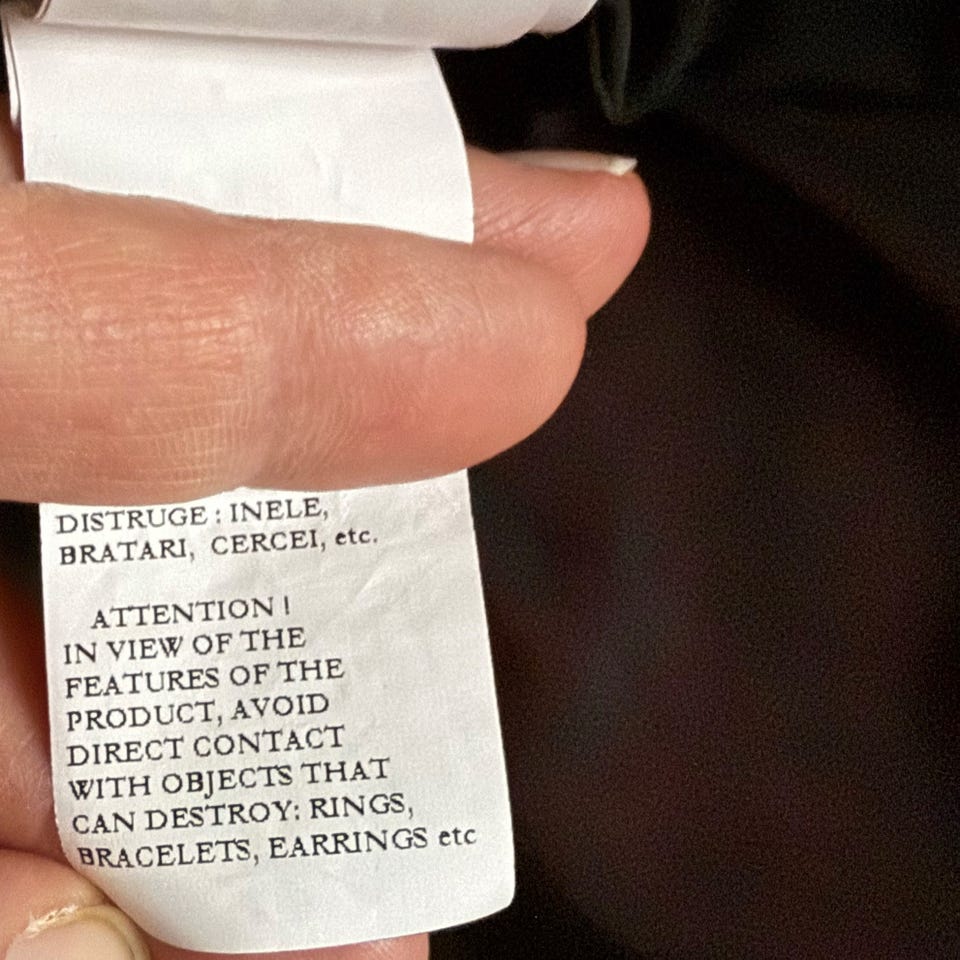 DISTRUGE : INELE,
BRATARI, CERCEI, etc.
ATTENTION !
IN VIEW OF THE
FEATURES OF THE
PRODUCT, AVOID
DIRECT CONTACT
WITH OBJECTS THAT
CAN DESTROY: RINGS,
BRACELETS, EARRINGS etc